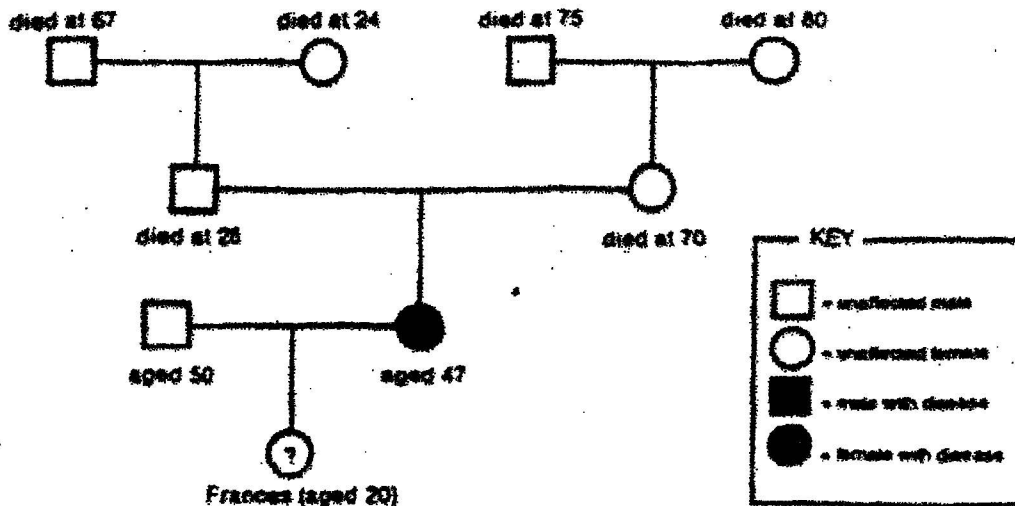 died at 67
died at 24
died at 75
died at 80
died at 26
died at 70
KEY
= unaffected male
= unaffected female
= male with disease
= female with disease
aged 50
aged 47
?
Frances (aged 20)